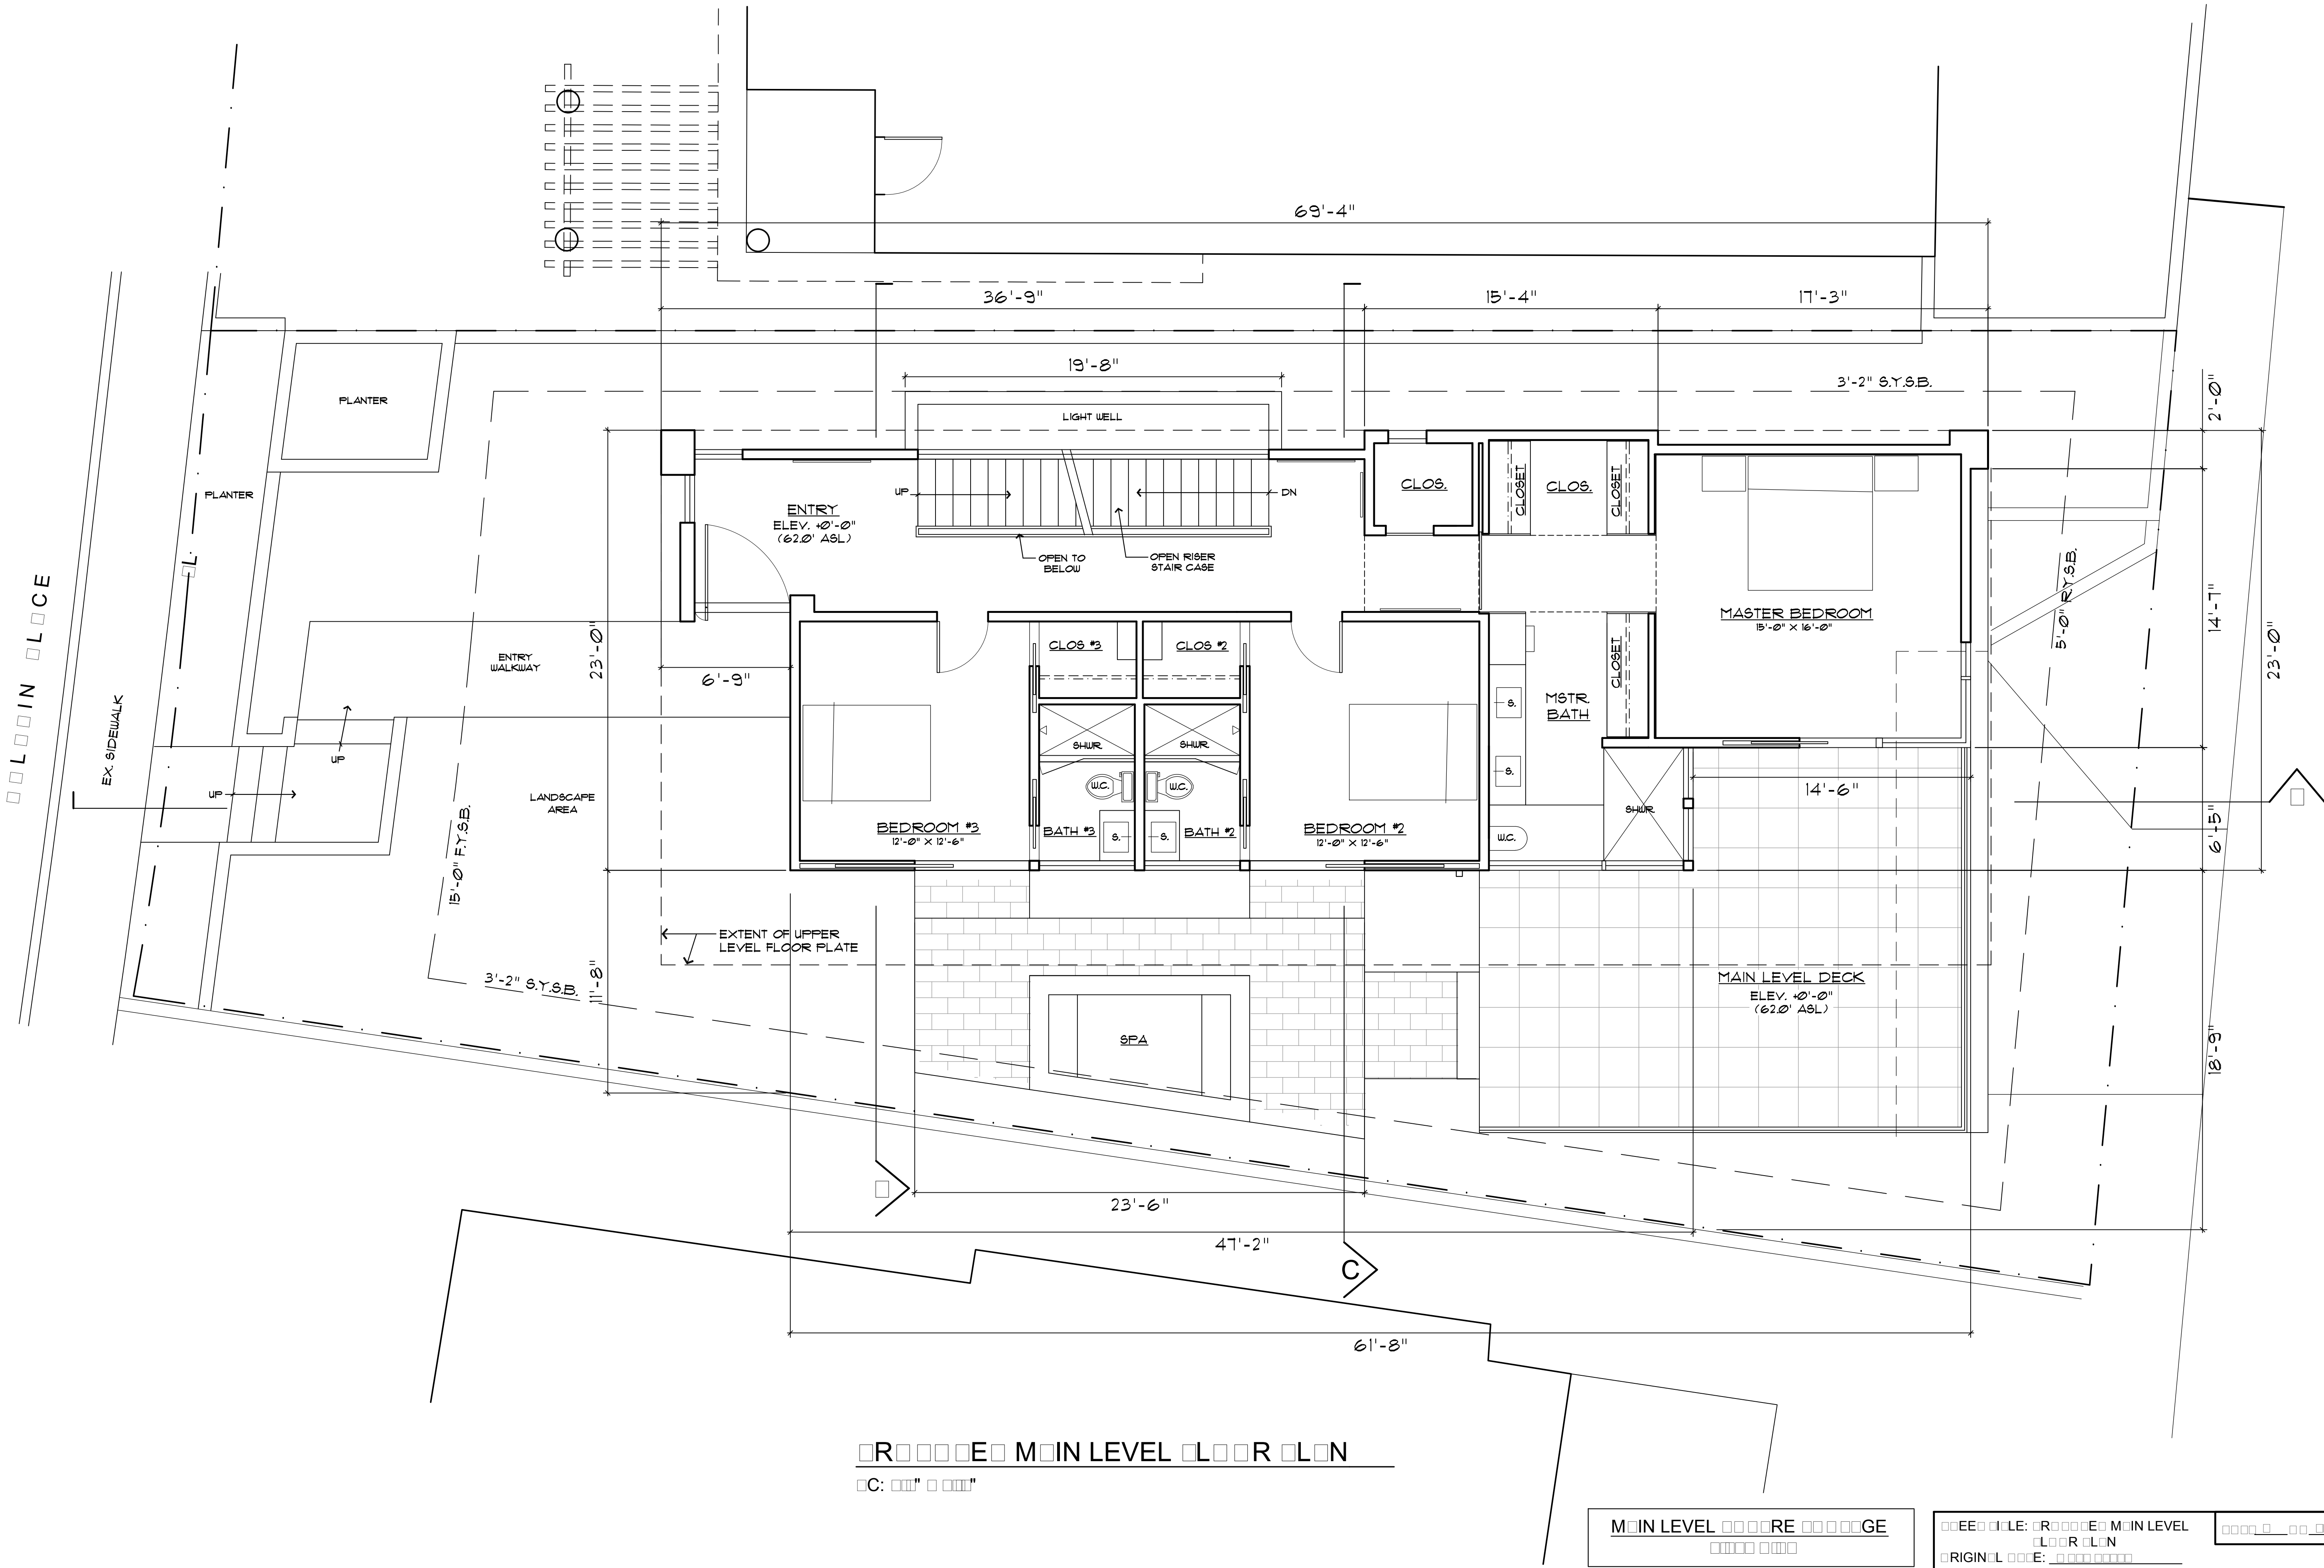 69'-4"
36'-9"
15'-4"
17'-3"
19'-8"
3'-2" S.Y.S.B.
2'-0"
PLANTER
LIGHT WELL
PLANTER
UP
DN
CLOS.
CLOSET
CLOS.
CLOSET
ENTRY
ELEV. +0'-0"
(62.0' ASL)
OPEN TO
BELOW
OPEN RISER
STAIR CASE
MASTER BEDROOM
15'-0" X 16'-0"
5'-0" R.Y.S.B.
14'-7"
23'-0"
23'-0"
ENTRY
WALKWAY
6'-9"
CLOS #3
CLOS #2
CLOSET
MSTR.
BATH
EX. SIDEWALK
UP
UP
SHWR.
SHWR.
S.
S.
W.C.
W.C.
LANDSCAPE
AREA
14'-6"
SHWR.
6'-5"
BEDROOM #3
12'-0" X 12'-6"
BATH #3
S.
S.
BATH #2
BEDROOM #2
12'-0" X 12'-6"
W.C.
15'-0" F.Y.S.B.
EXTENT OF UPPER
LEVEL FLOOR PLATE
11'-8"
3'-2" S.Y.S.B.
SPA
MAIN LEVEL DECK
ELEV. +0'-0"
(62.0' ASL)
18'-9"
23'-6"
47'-2"
C
61'-8"
LEVEL
LEVEL
LEVEL